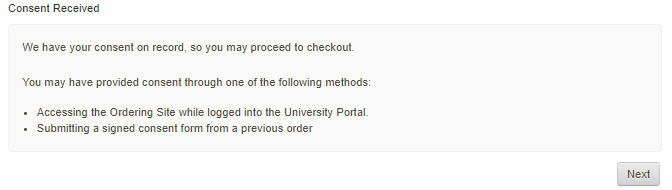 Consent Received
We have your consent on record, so you may proceed to checkout.
You may have provided consent through one of the following methods:
• Accessing the Ordering Site while logged into the University Portal.
• Submitting a signed consent form from a previous order
Next